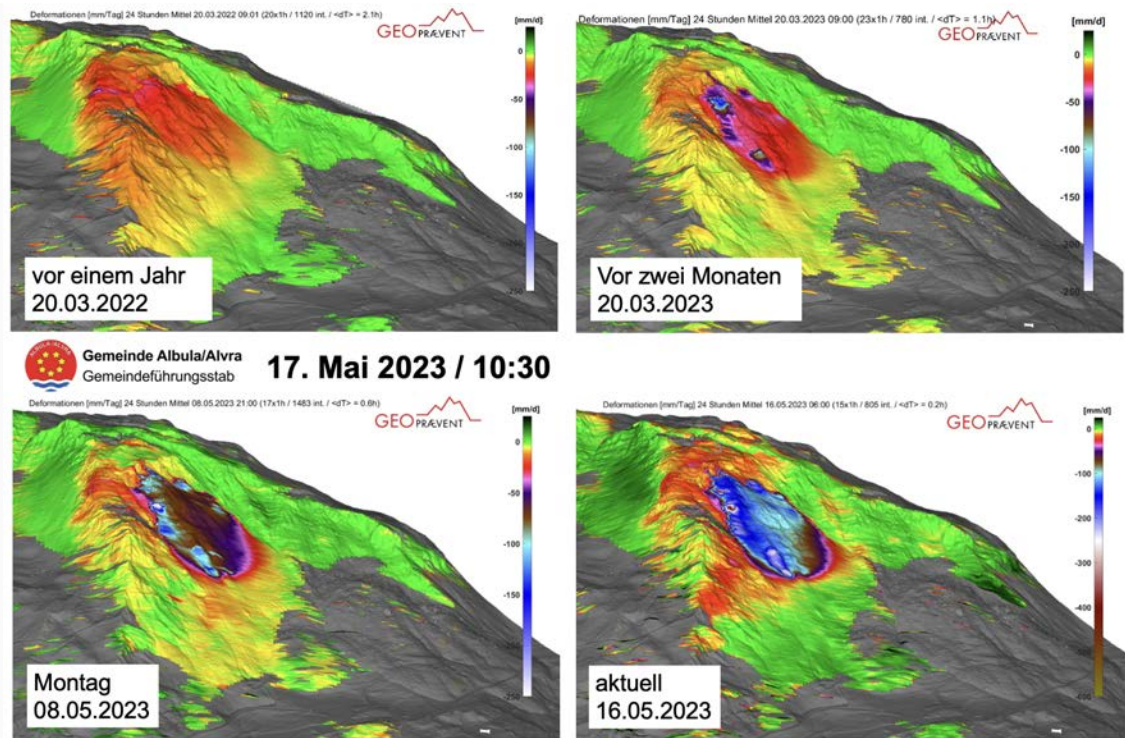 Deformationen [mm/Tag] 24 Stunden Mittel 20.03.2022 09:01 (20x1h / 1120 int. / <dT> = 2.1h)
GEOPRÆVENT
[mm/d]
0
-50
-100
-150
vor einem Jahr
20.03.2022
Deformationen [mm/Tag] 24 Stunden Mittel 20.03.2023 09:00 (23x1h / 780 int. / <dT> = 1.1h)
GEOPRÆVENT
[mm/d]
0
-50
-100
-150
Vor zwei Monaten
20.03.2023
ALBULA/ALVRA
Gemeinde Albula/Alvra
Gemeindeführungsstab
17. Mai 2023 / 10:30
Deformationen [mm/Tag] 24 Stunden Mittel 08.05.2023 21:00 (17x1h / 1483 int. / <dT> = 0.6h)
GEOPRÆVENT
[mm/d]
0
-50
-100
-150
Montag
08.05.2023
Deformationen [mm/Tag] 24 Stunden Mittel 16.05.2023 06:00 (15x1h / 805 int. / <dT> = 0.2h)
GEOPRÆVENT
[mm/d]
0
-100
-200
-300
-400
aktuell
16.05.2023